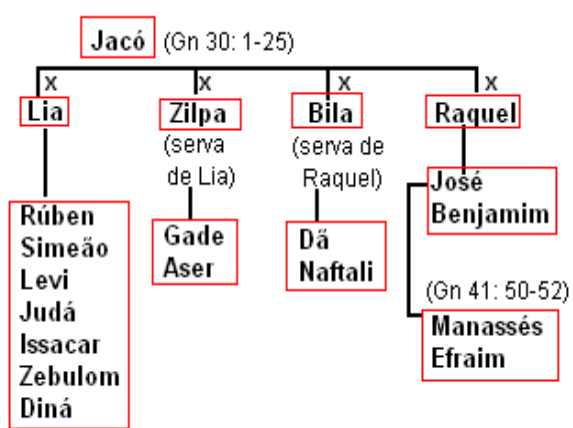 Jacó (Gn 30: 1-25)
x x x x
Lia Zilpa Bila Raquel
(serva
de Lia)
(serva de
Raquel)
Rúben
Simeão
Levi
Judá
Issacar
Zebulom
Diná
Gade
Aser
Dã
Naftali
José
Benjamim
(Gn 41: 50-52)
Manassés
Efraim